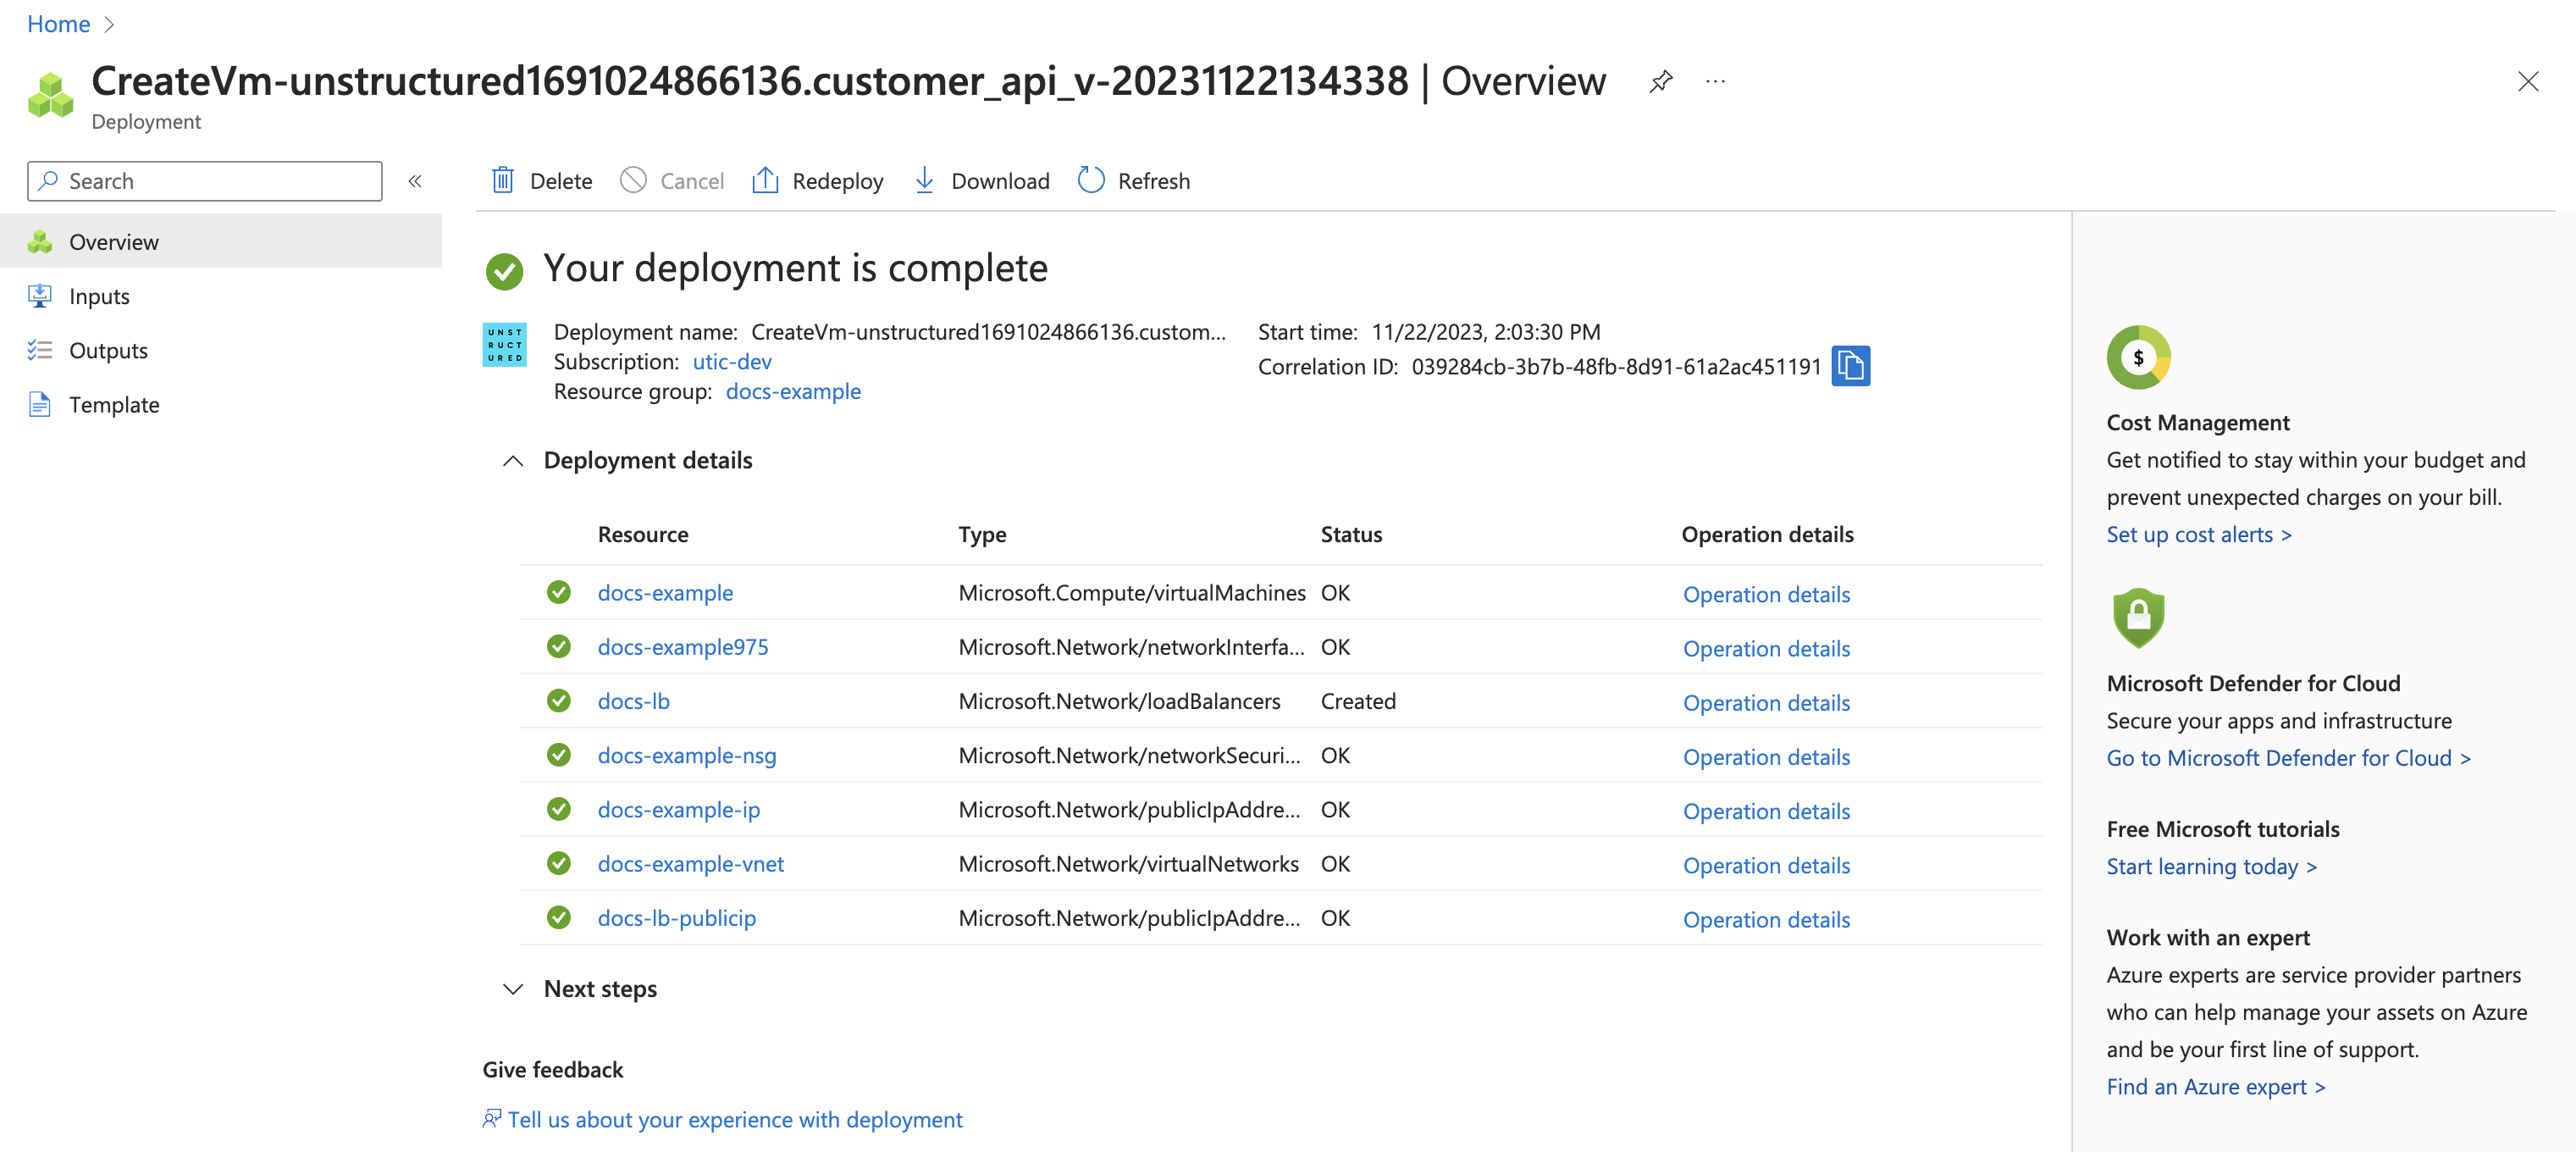 Home
CreateVm-unstructured1691024866136.customer_api_v-20231122134338 | Overview
Deployment
Search
Overview
Inputs
Outputs
Template
Delete Cancel Redeploy Download Refresh
Your deployment is complete
UNST
RUCT
URED
Deployment name: CreateVm-unstructured1691024866136.custom...
Subscription: utic-dev
Resource group: docs-example
Start time: 11/22/2023, 2:03:30 PM
Correlation ID: 039284cb-3b7b-48fb-8d91-61a2ac451191
Deployment details
Resource Type Status Operation details
docs-example Microsoft.Compute/virtualMachines OK Operation details
docs-example975 Microsoft.Network/networkInterfa... OK Operation details
docs-lb Microsoft.Network/loadBalancers Created Operation details
docs-example-nsg Microsoft.Network/networkSecuri... OK Operation details
docs-example-ip Microsoft.Network/publicIpAddre... OK Operation details
docs-example-vnet Microsoft.Network/virtualNetworks OK Operation details
docs-lb-publicip Microsoft.Network/publicIpAddre... OK Operation details
Next steps
Give feedback
Tell us about your experience with deployment
$
Cost Management
Get notified to stay within your budget and
prevent unexpected charges on your bill.
Set up cost alerts >
Microsoft Defender for Cloud
Secure your apps and infrastructure
Go to Microsoft Defender for Cloud >
Free Microsoft tutorials
Start learning today >
Work with an expert
Azure experts are service provider partners
who can help manage your assets on Azure
and be your first line of support.
Find an Azure expert >